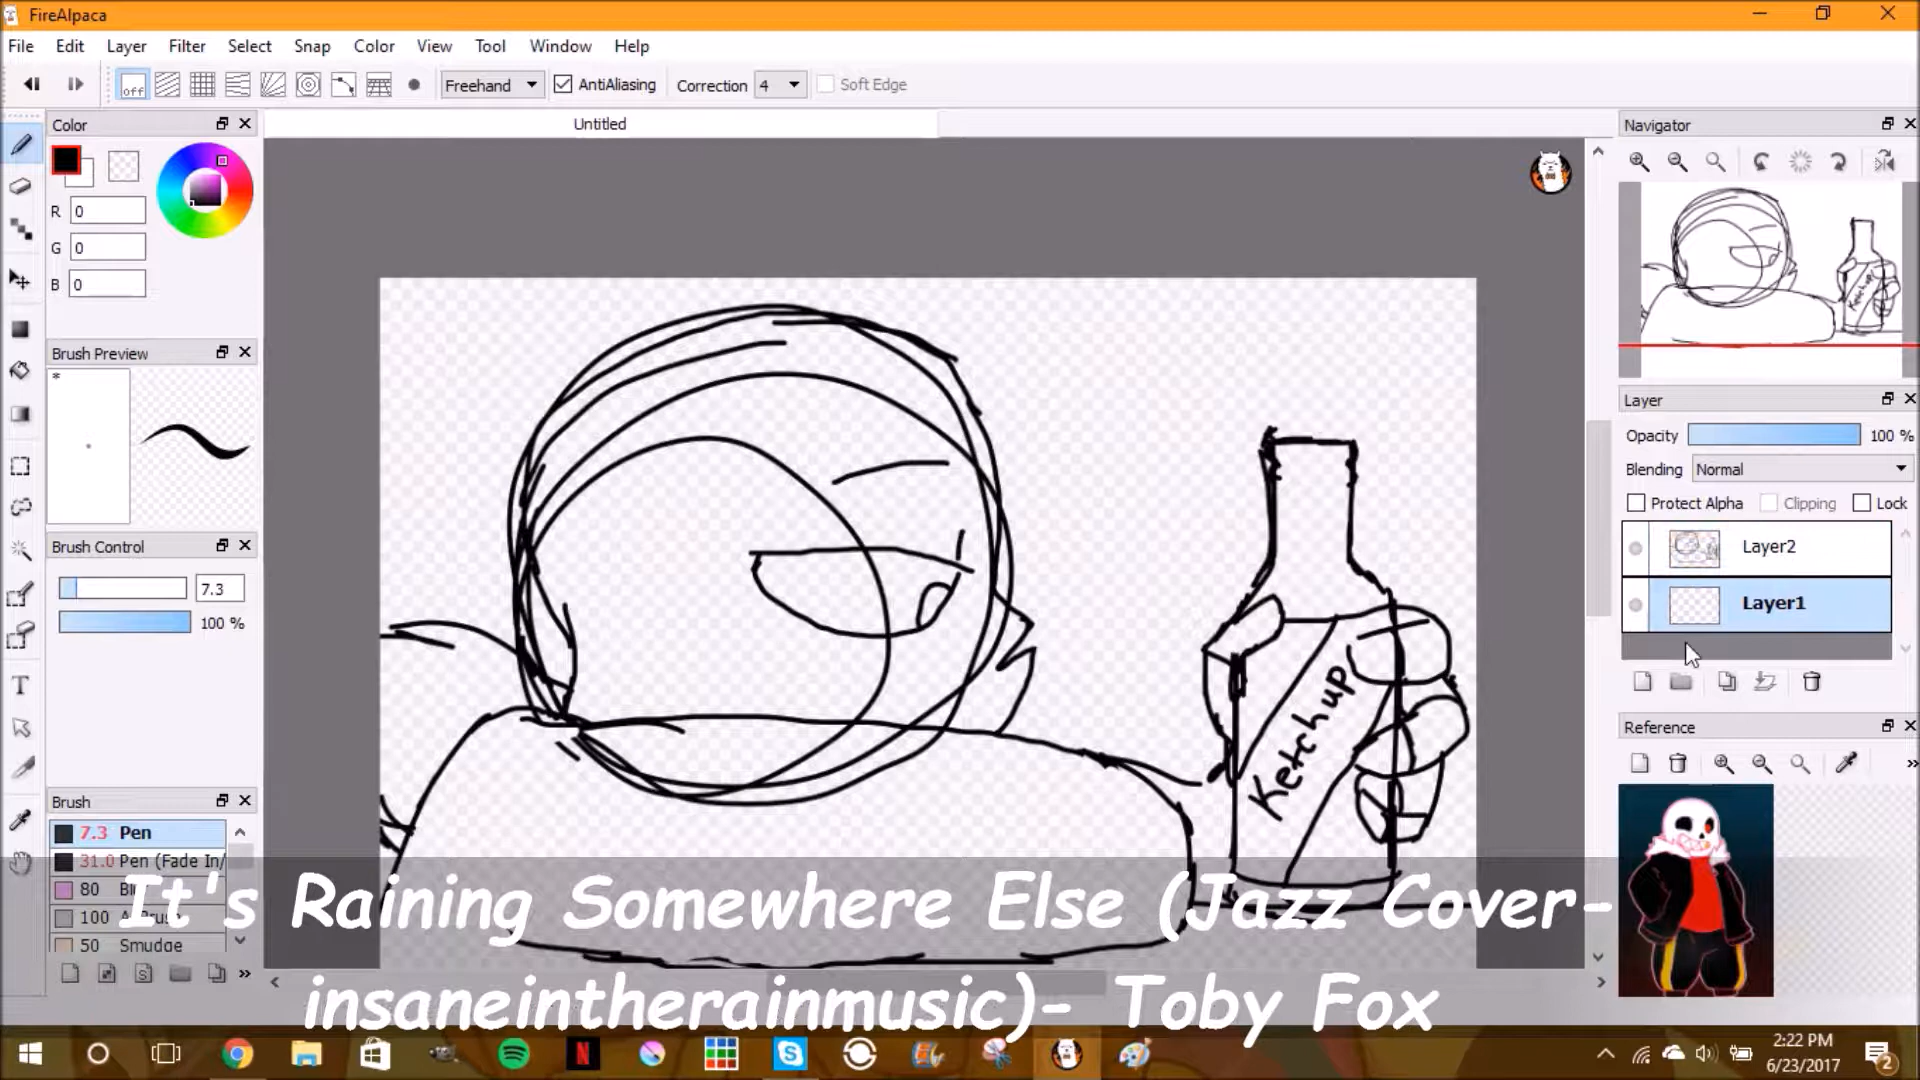 FireAlpaca
File Edit Layer Filter Select Snap Color View Tool Window Help
off Freehand AntiAliasing Correction 4 Soft Edge
Color
Untitled
Navigator
R 0
G 0
B 0
Brush Preview
*
Layer
Opacity 100 %
Blending Normal
Protect Alpha Clipping Lock
Layer2
Layer1
Brush Control
7.3
100 %
Ketchup
Reference
Brush
7.3 Pen
31.0 Pen (Fade In/
80
100
50 Smudge
It's Raining Somewhere Else (Jazz Cover-
insaneintherainmusic)- Toby Fox
2:22 PM
6/23/2017
2